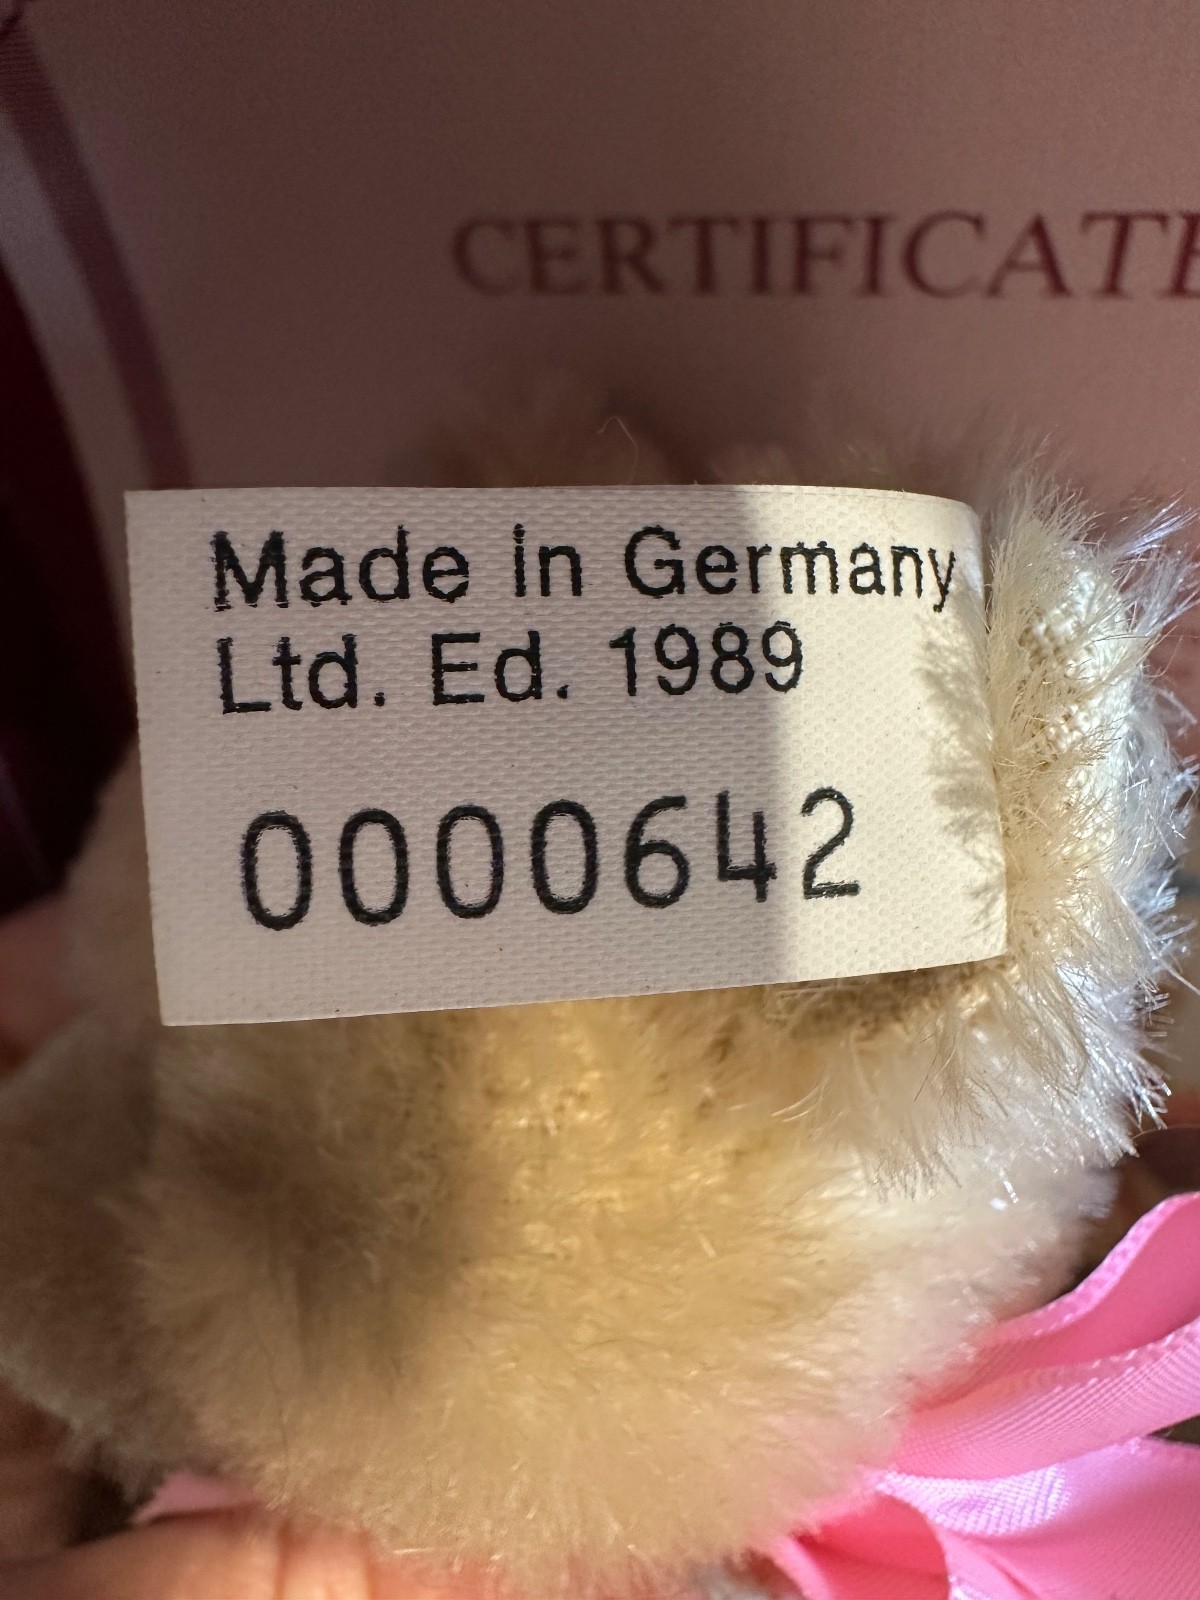 CERTIFICATE
Made in Germany
Ltd. Ed. 1989
0000642